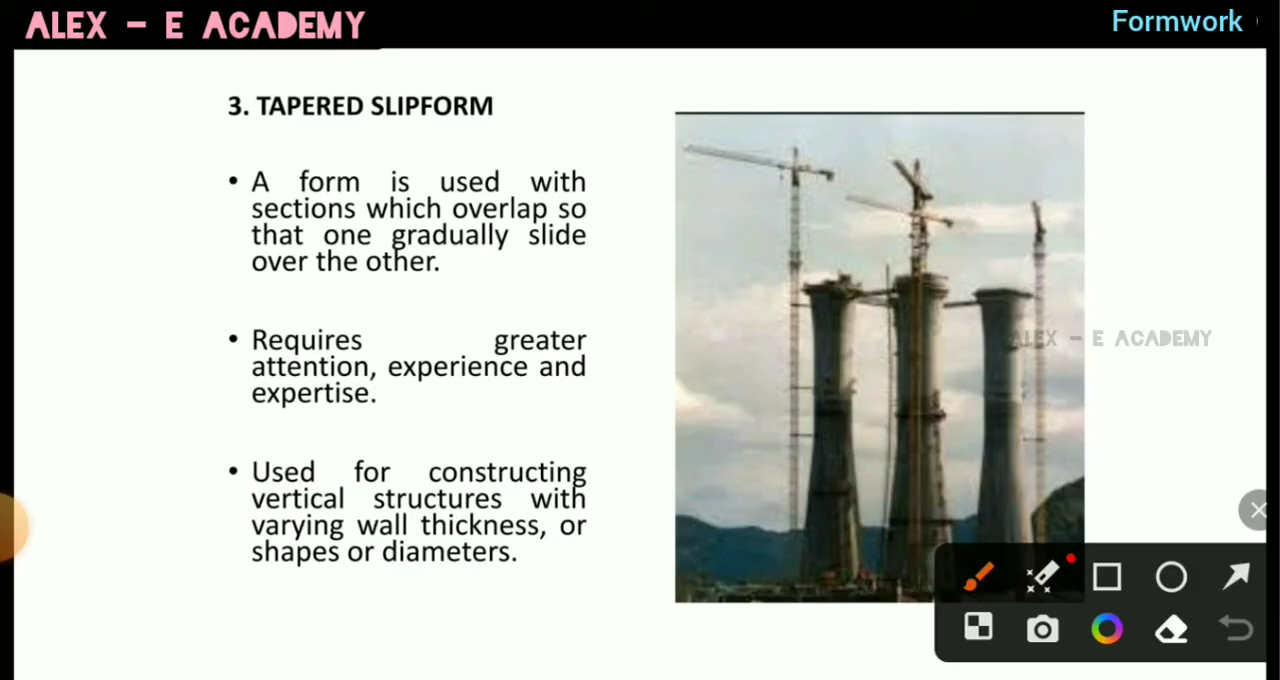 ALEX - E ACADEMY
Formwork
3. TAPERED SLIPFORM
• A form is used with
sections which overlap so
that one gradually slide
over the other.
• Requires greater
attention, experience and
expertise.
• Used for constructing
vertical structures with
varying wall thickness, or
shapes or diameters.
ALEX - E ACADEMY